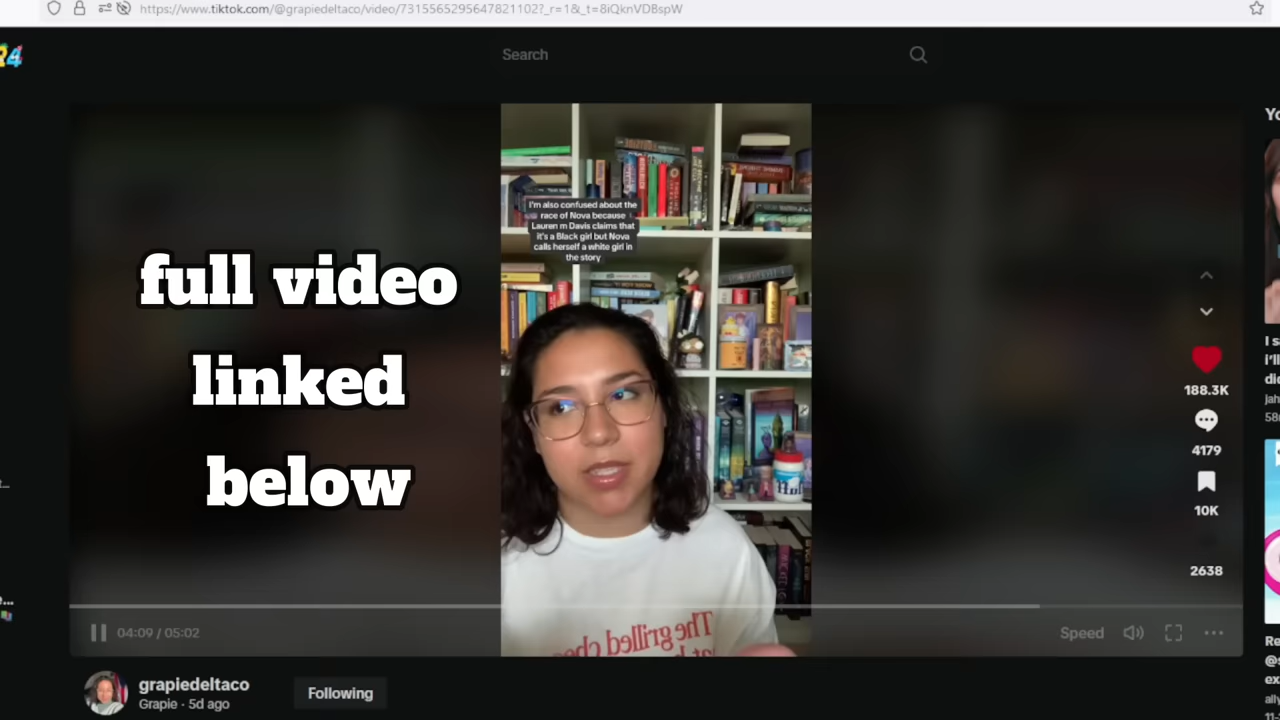 https://www.tiktok.com/@grapiedeltaco/video/7315565295647821102?_r=1&_t=8iQknVDBspW
Search
I'm also confused about the
race of Nova because
Lauren m Davis claims that
it's a Black girl but Nova
calls herself a white girl in
the story
full video
linked
below
188.3K
4179
10K
2638
04:09 / 05:02
Speed
The grilled
grapiedeltaco
Grapie · 5d ago
Following